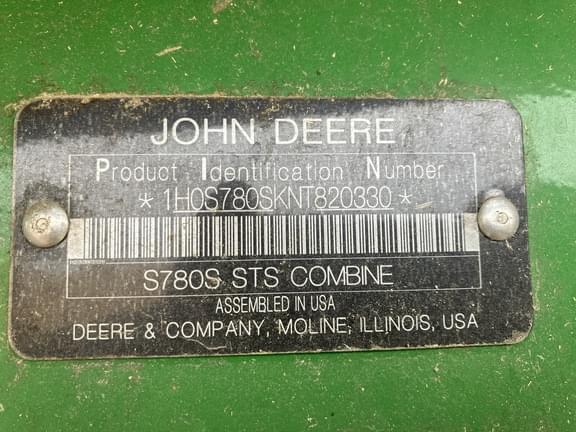 JOHN DEERE
Product Identification Number
*1H0S780SKNT820330*
S780S STS COMBINE
ASSEMBLED IN USA
DEERE & COMPANY, MOLINE, ILLINOIS, USA